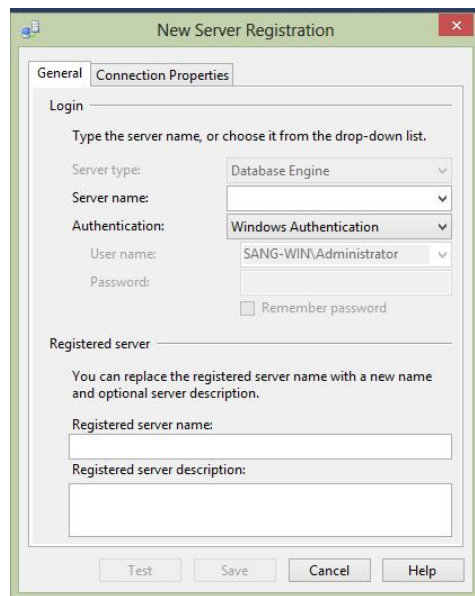 New Server Registration
General
Connection Properties
Login
Type the server name, or choose it from the drop-down list.
Server type:
Database Engine
Server name:
Authentication:
Windows Authentication
User name:
SANG-WIN\Administrator
Password:
Remember password
Registered server
You can replace the registered server name with a new name
and optional server description.
Registered server name:
Registered server description:
Test
Save
Cancel
Help